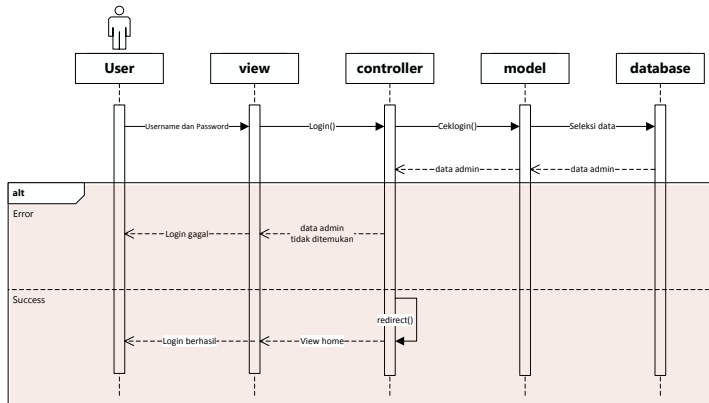 User
view
controller
model
database
Username dan Password
Login()
Ceklogin()
Seleksi data
data admin
data admin
alt
Error
Login gagal
data admin
tidak ditemukan
Success
redirect()
Login berhasil
View home